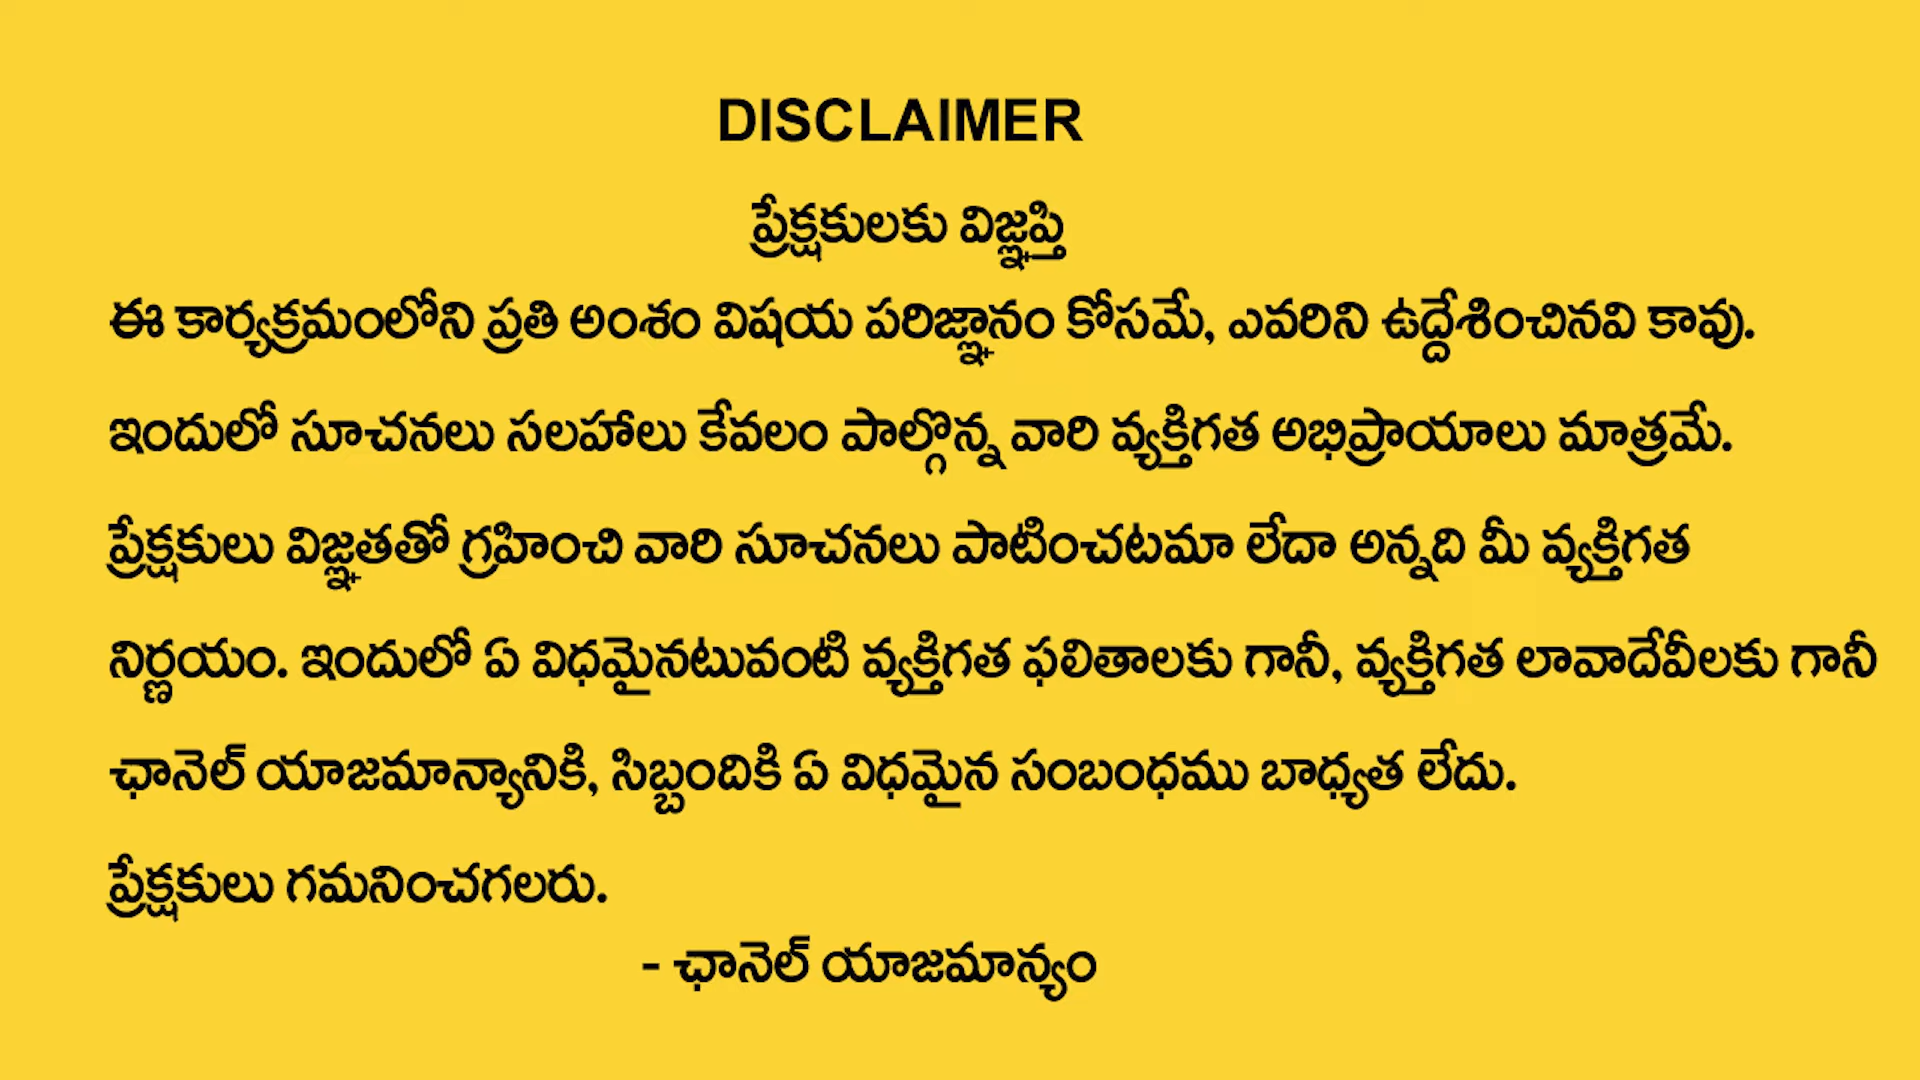 DISCLAIMER
ప్రేక్షకులకు విజ్ఞప్తి
ఈ కార్యక్రమంలోని ప్రతి అంశం విషయ పరిజ్ఞానం కోసమే, ఎవరిని ఉద్దేశించినవి కావు.
ఇందులో సూచనలు సలహాలు కేవలం పాల్గొన్న వారి వ్యక్తిగత అభిప్రాయాలు మాత్రమే.
ప్రేక్షకులు విజ్ఞతతో గ్రహించి వారి సూచనలు పాటించటమా లేదా అన్నది మీ వ్యక్తిగత
నిర్ణయం. ఇందులో ఏ విధమైనటువంటి వ్యక్తిగత ఫలితాలకు గానీ, వ్యక్తిగత లావాదేవీలకు గానీ
ఛానెల్ యాజమాన్యానికి, సిబ్బందికి ఏ విధమైన సంబంధము బాధ్యత లేదు.
ప్రేక్షకులు గమనించగలరు.
- ఛానెల్ యాజమాన్యం